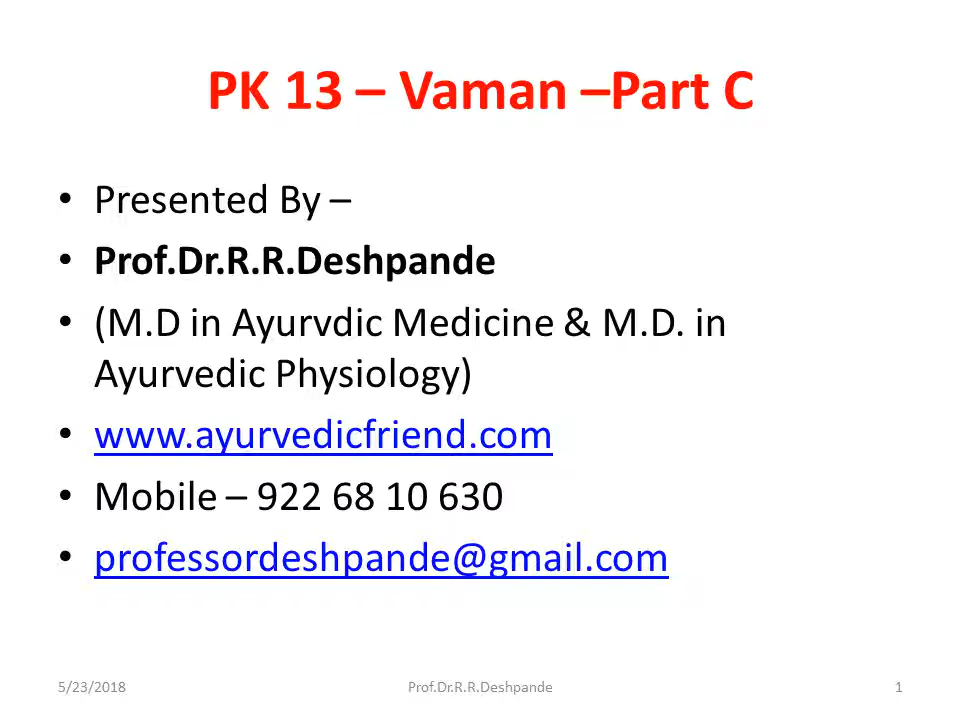 PK 13 – Vaman –Part C
• Presented By –
• Prof.Dr.R.R.Deshpande
• (M.D in Ayurvdic Medicine & M.D. in
Ayurvedic Physiology)
• www.ayurvedicfriend.com
• Mobile – 922 68 10 630
• professordeshpande@gmail.com
5/23/2018 Prof.Dr.R.R.Deshpande 1